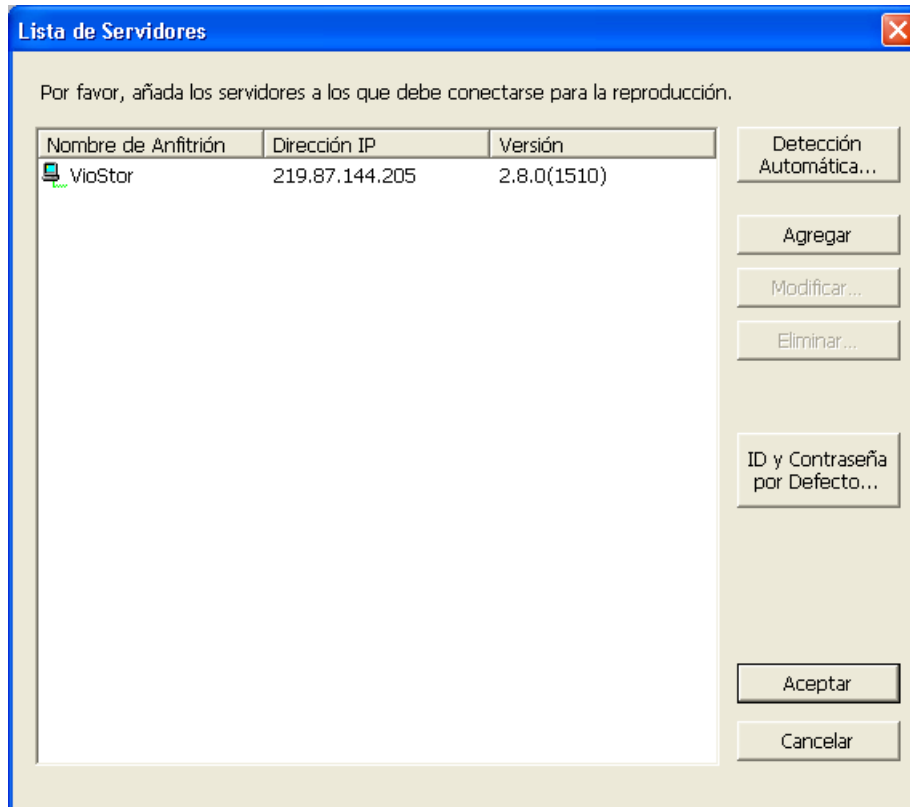 Lista de Servidores
Por favor, añada los servidores a los que debe conectarse para la reproducción.
Nombre de Anfitrión Dirección IP Versión
VioStor 219.87.144.205 2.8.0(1510)
Detección
Automática...
Agregar
Modificar...
Eliminar...
ID y Contraseña
por Defecto...
Aceptar
Cancelar